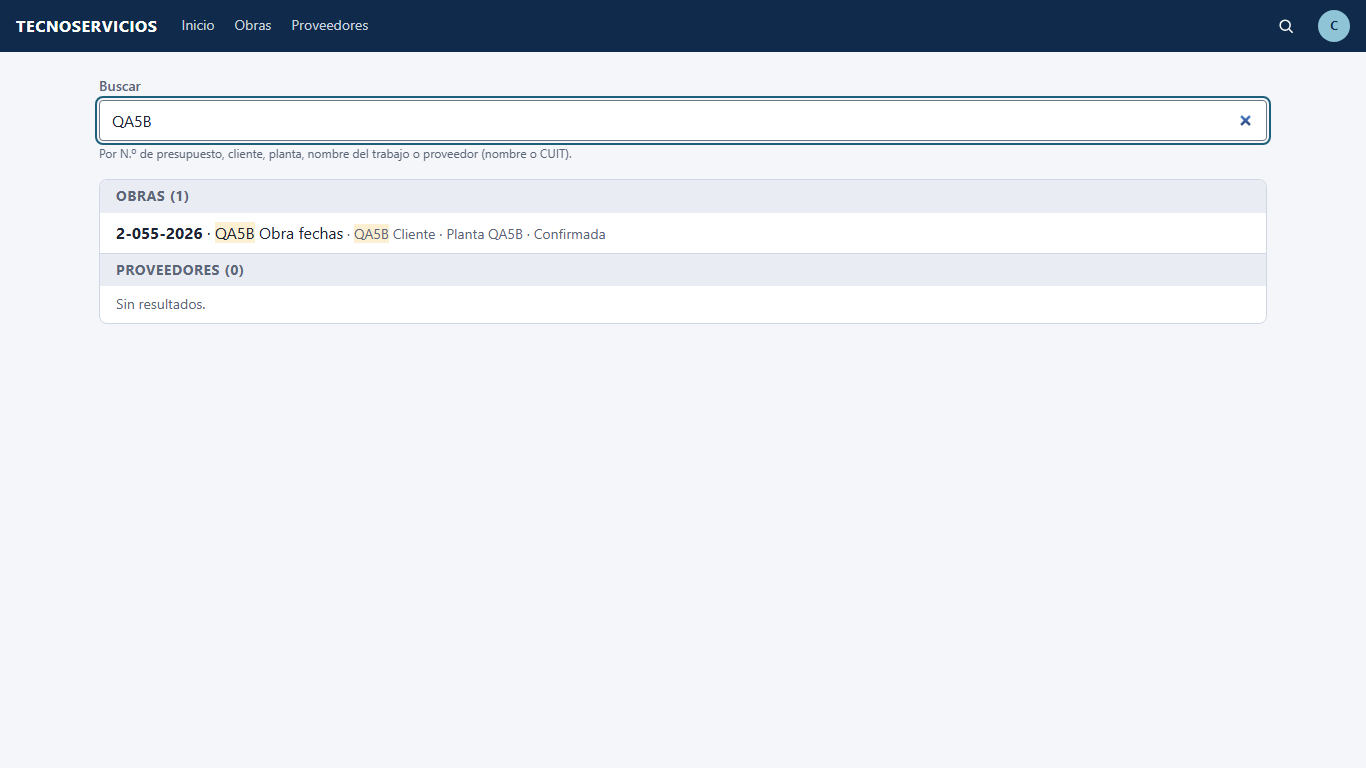 TECNOSERVICIOS Inicio Obras Proveedores C
Buscar
QA5B
Por N.º de presupuesto, cliente, planta, nombre del trabajo o proveedor (nombre o CUIT).
OBRAS (1)
2-055-2026 · QA5B Obra fechas · QA5B Cliente · Planta QA5B · Confirmada
PROVEEDORES (0)
Sin resultados.